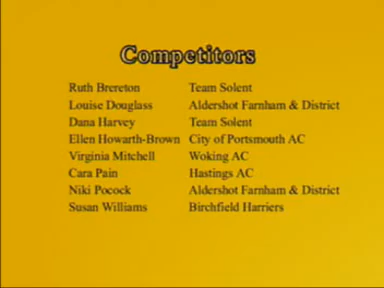 Competitors
Ruth Brereton Team Solent
Louise Douglass Aldershot Farnham & District
Dana Harvey Team Solent
Ellen Howarth-Brown City of Portsmouth AC
Virginia Mitchell Woking AC
Cara Pain Hastings AC
Niki Pocock Aldershot Farnham & District
Susan Williams Birchfield Harriers